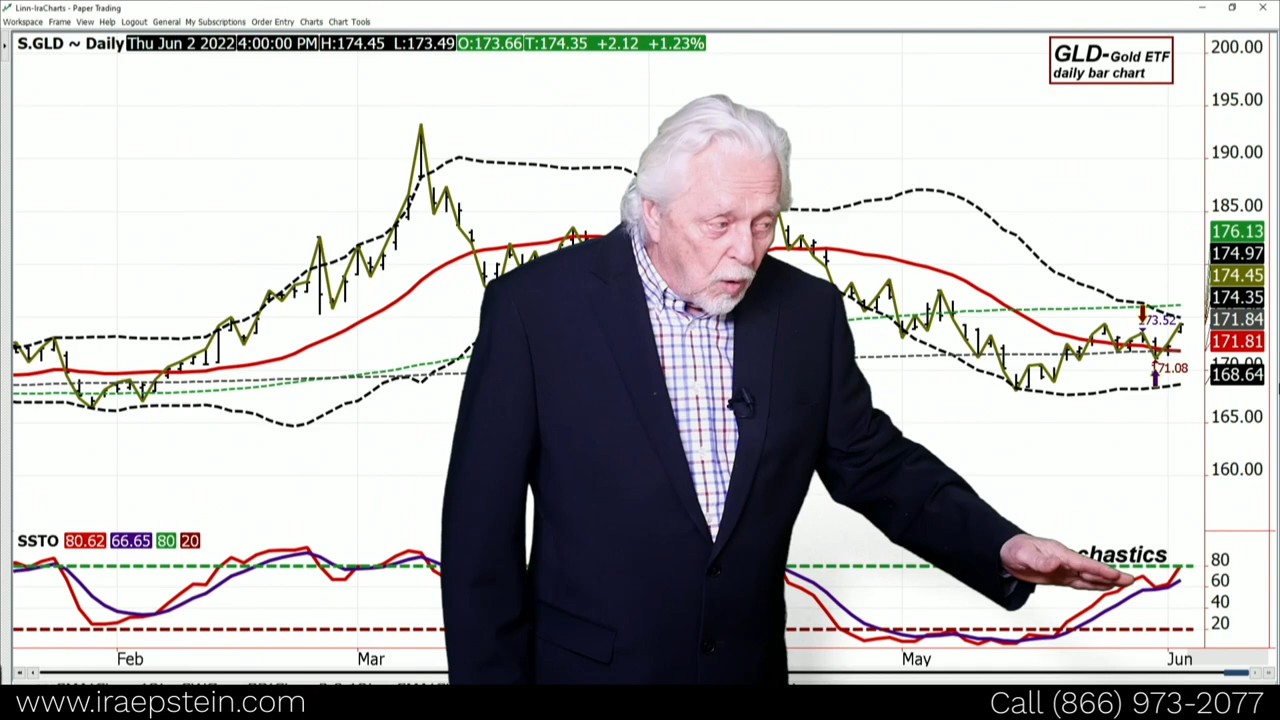 Linn-IraCharts - Paper Trading
Workspace Frame View Help Logout General My Subscriptions Order Entry Charts Chart Tools
S.GLD ~ Daily Thu Jun 2 2022 4:00:00 PM H:174.45 L:173.49 O:173.66 T:174.35 +2.12 +1.23%
GLD-Gold ETF
daily bar chart
200.00
195.00
190.00
185.00
176.13
174.97
174.45
174.35
173.52
171.84
171.81
170.00
71.08
168.64
165.00
160.00
SSTO 80.62 66.65 80 20
chastics
80
60
40
20
Feb Mar May Jun
www.iraepstein.com Call (866) 973-2077